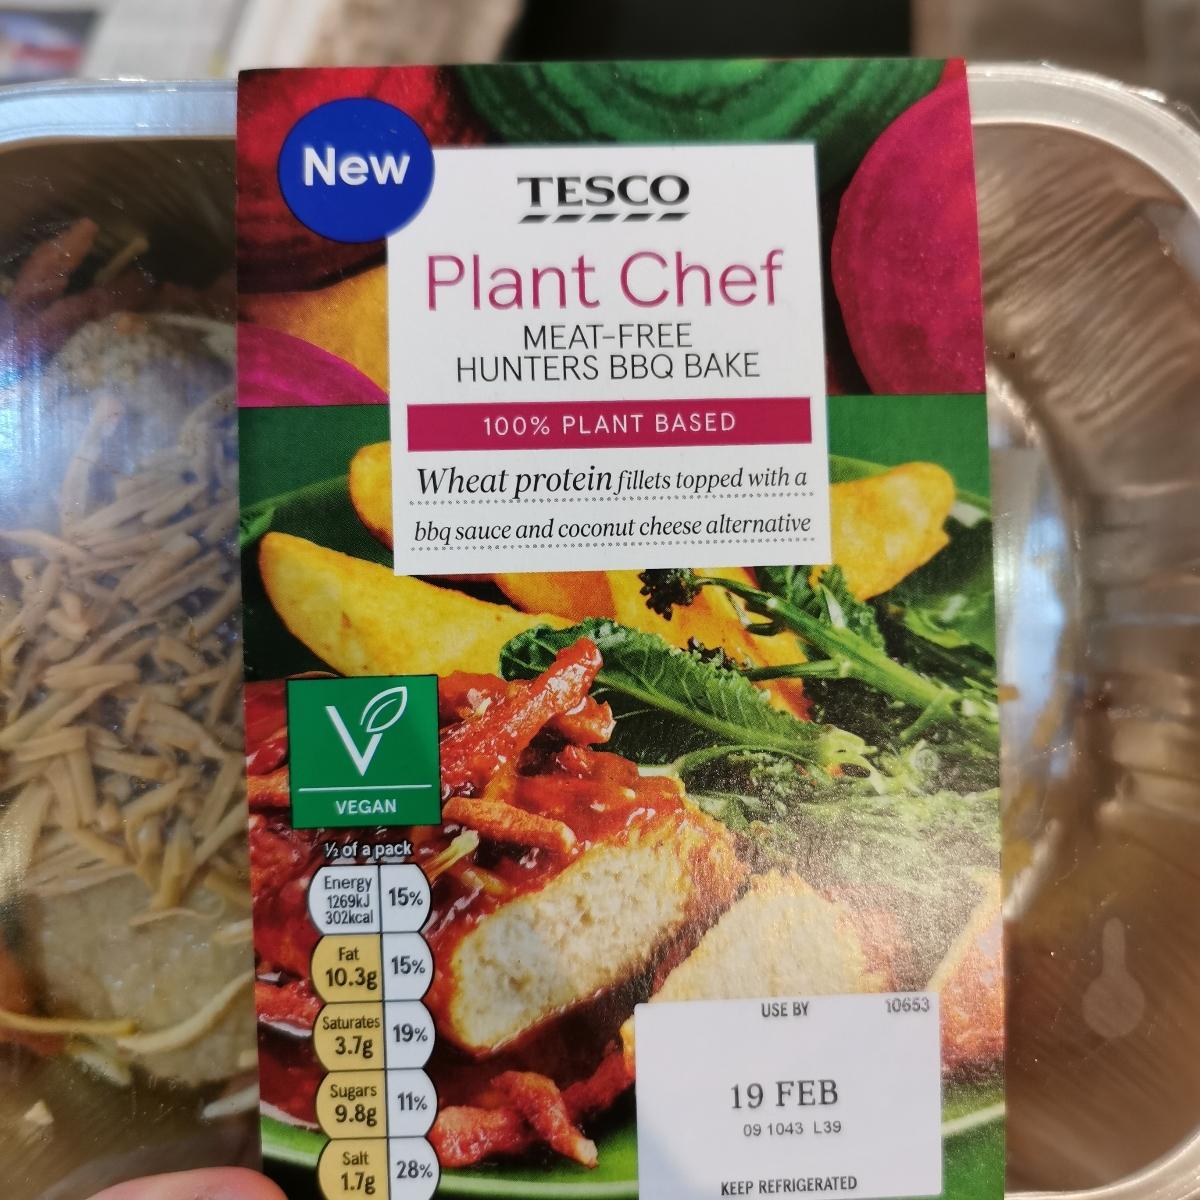 New
TESCO
Plant Chef
MEAT-FREE
HUNTERS BBQ BAKE
100% PLANT BASED
Wheat protein fillets topped with a
bbq sauce and coconut cheese alternative
V
VEGAN
½ of a pack
Energy
1269kJ
302kcal
15%
Fat
10.3g
15%
Saturates
3.7g
19%
Sugars
9.8g
11%
Salt
1.7g
28%
USE BY
10653
19 FEB
09 1043 L39
KEEP REFRIGERATED